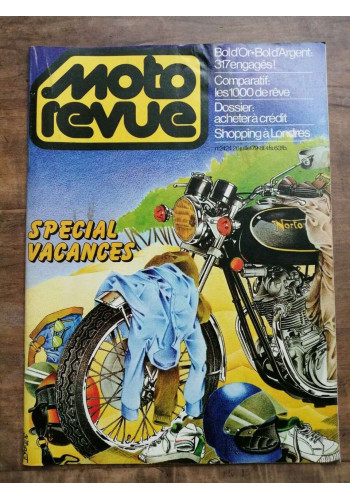 moto
revue
Bol d'Or • Bol d'Argent:
317 engagés!
Comparatif:
les 1000 de rêve
Dossier:
acheter à crédit
Shopping à Londres
SPECIAL
VACANCES
Norto